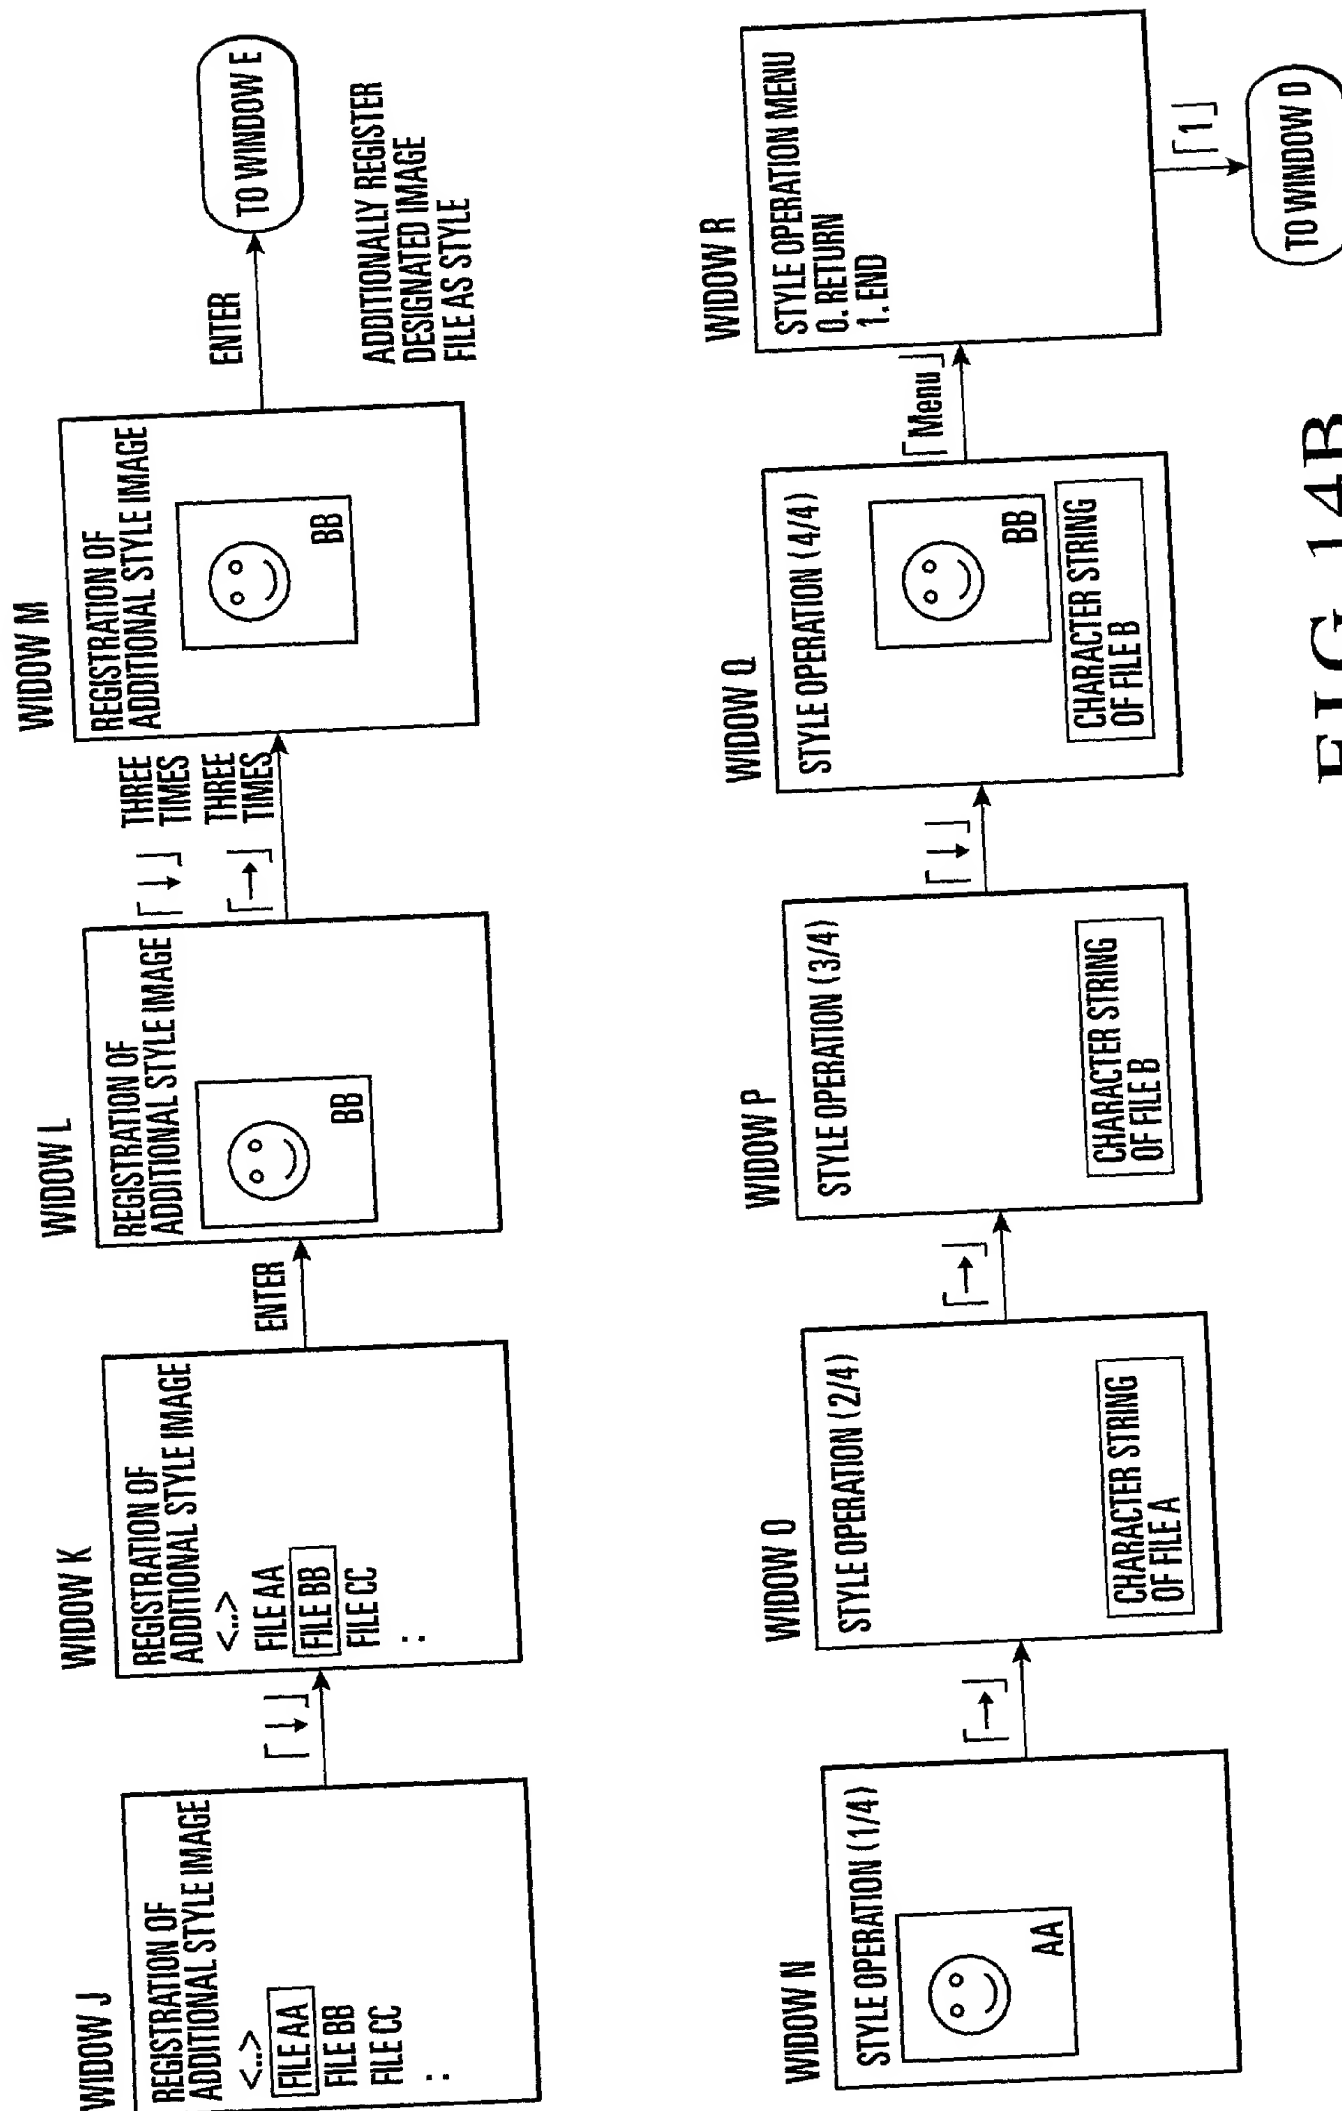 WIDOW J
REGISTRATION OF
ADDITIONAL STYLE IMAGE
<..>
FILE AA
FILE BB
FILE CC
:
「↓」
WIDOW K
REGISTRATION OF
ADDITIONAL STYLE IMAGE
<..>
FILE AA
FILE BB
FILE CC
:
ENTER
WIDOW L
REGISTRATION OF
ADDITIONAL STYLE IMAGE
BB
「↓」 THREE
TIMES
「→」 THREE
TIMES
WIDOW M
REGISTRATION OF
ADDITIONAL STYLE IMAGE
BB
ENTER
TO WINDOW E
ADDITIONALLY REGISTER
DESIGNATED IMAGE
FILE AS STYLE
WIDOW N
STYLE OPERATION (1/4)
AA
「→」
WIDOW O
STYLE OPERATION (2/4)
CHARACTER STRING
OF FILE A
「→」
WIDOW P
STYLE OPERATION (3/4)
CHARACTER STRING
OF FILE B
「↓」
WIDOW Q
STYLE OPERATION (4/4)
BB
CHARACTER STRING
OF FILE B
「Menu」
WIDOW R
STYLE OPERATION MENU
0. RETURN
1. END
「1」
TO WINDOW D
FIG. 14B